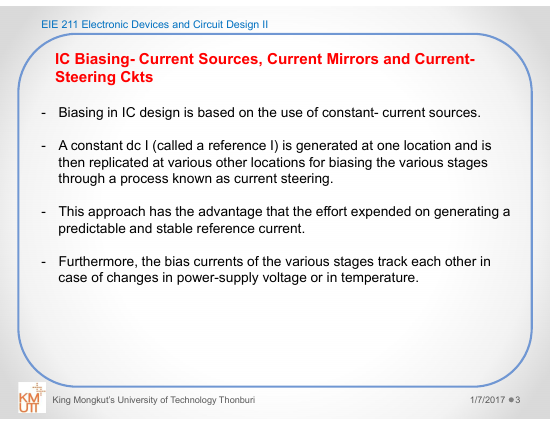 EIE 211 Electronic Devices and Circuit Design II
IC Biasing- Current Sources, Current Mirrors and Current-
Steering Ckts
- Biasing in IC design is based on the use of constant- current sources.
- A constant dc I (called a reference I) is generated at one location and is
then replicated at various other locations for biasing the various stages
through a process known as current steering.
- This approach has the advantage that the effort expended on generating a
predictable and stable reference current.
- Furthermore, the bias currents of the various stages track each other in
case of changes in power-supply voltage or in temperature.
KM
UTT
King Mongkut's University of Technology Thonburi
1/7/2017 ●3